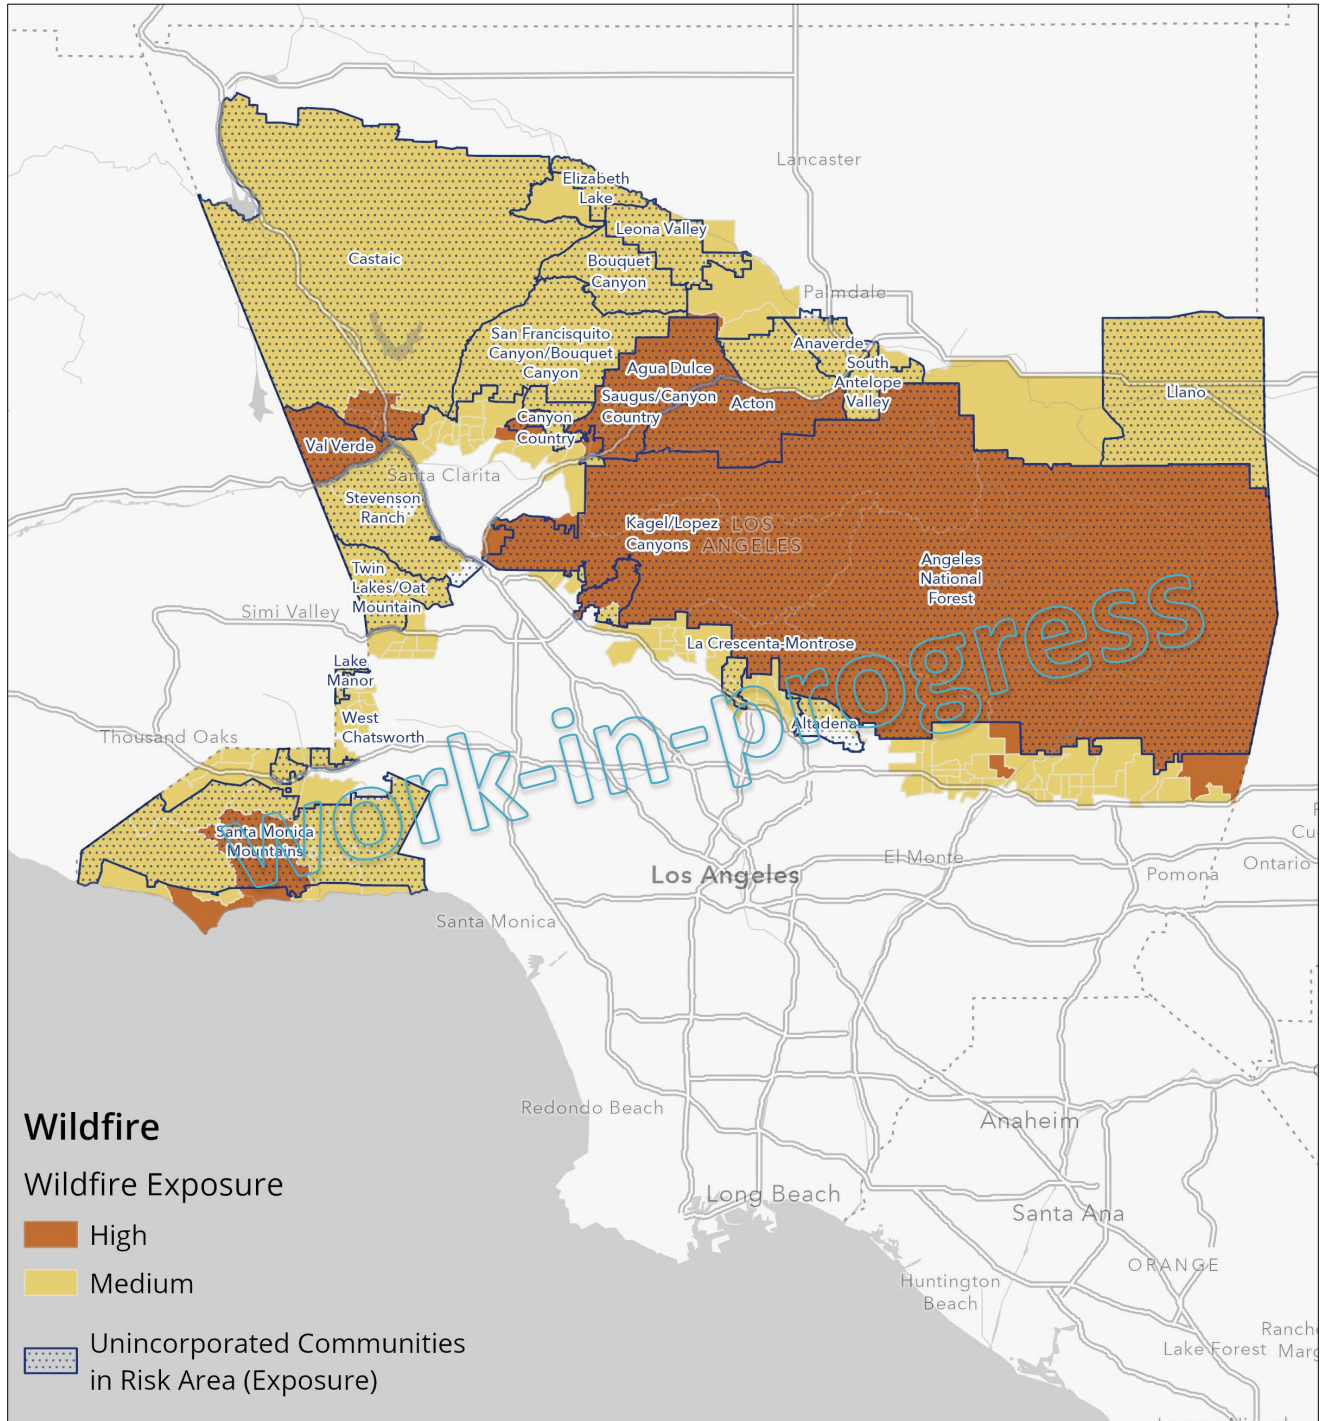 Lancaster
Elizabeth
Lake
Leona Valley
Castaic
Bouquet
Canyon
Palmdale
San Francisquito
Canyon/Bouquet
Canyon
Anaverde
South
Antelope
Valley
Agua Dulce
Saugus/Canyon
Country
Acton
Llano
Canyon
Country
Val Verde
Santa Clarita
Stevenson
Ranch
Kagel/Lopez
Canyons
LOS
ANGELES
Angeles
National
Forest
Twin
Lakes/Oat
Mountain
Simi Valley
La Crescenta-Montrose
Lake
Manor
West
Chatsworth
Thousand Oaks
Altadena
work-in-progress
Santa Monica
Mountains
Los Angeles
El Monte
Pomona
Ontario
Cu
Santa Monica
Redondo Beach
Anaheim
Long Beach
Santa Ana
ORANGE
Huntington
Beach
Lake Forest
Ranch
Marg
Wildfire
Wildfire Exposure
High
Medium
Unincorporated Communities
in Risk Area (Exposure)